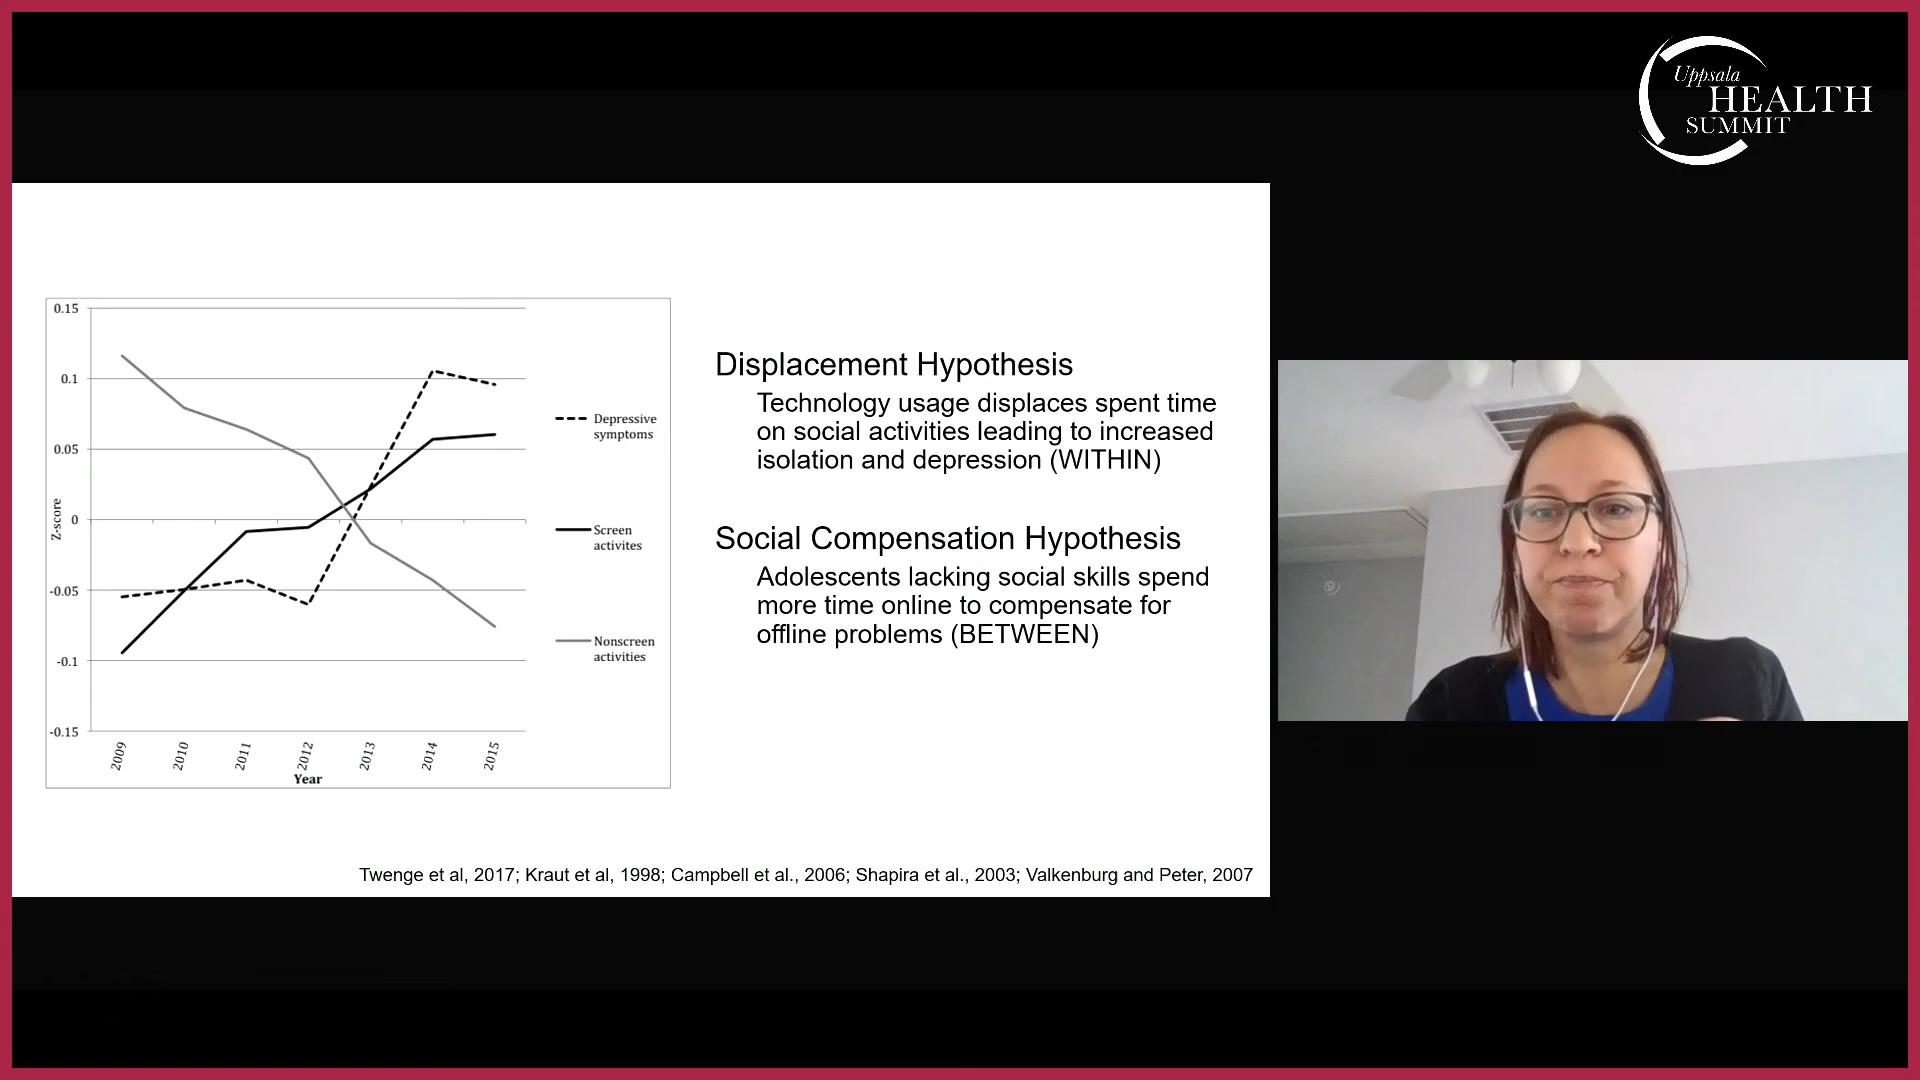 Uppsala
HEALTH
SUMMIT
0.15
0.1
0.05
0
-0.05
-0.1
-0.15
Z-score
2009
2010
2011
2012
2013
2014
2015
Year
Depressive
symptoms
Screen
activites
Nonscreen
activities
Displacement Hypothesis
Technology usage displaces spent time
on social activities leading to increased
isolation and depression (WITHIN)
Social Compensation Hypothesis
Adolescents lacking social skills spend
more time online to compensate for
offline problems (BETWEEN)
Twenge et al, 2017; Kraut et al, 1998; Campbell et al., 2006; Shapira et al., 2003; Valkenburg and Peter, 2007